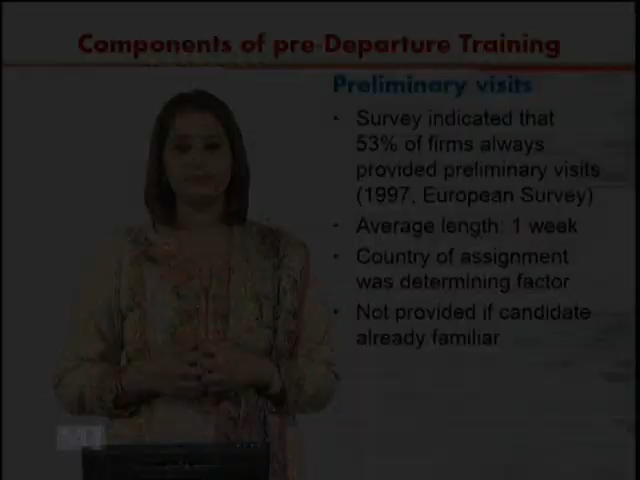 Components of pre-Departure Training
Preliminary visits
• Survey indicated that
53% of firms always
provided preliminary visits
(1997, European Survey)
• Average length: 1 week
• Country of assignment
was determining factor
• Not provided if candidate
already familiar